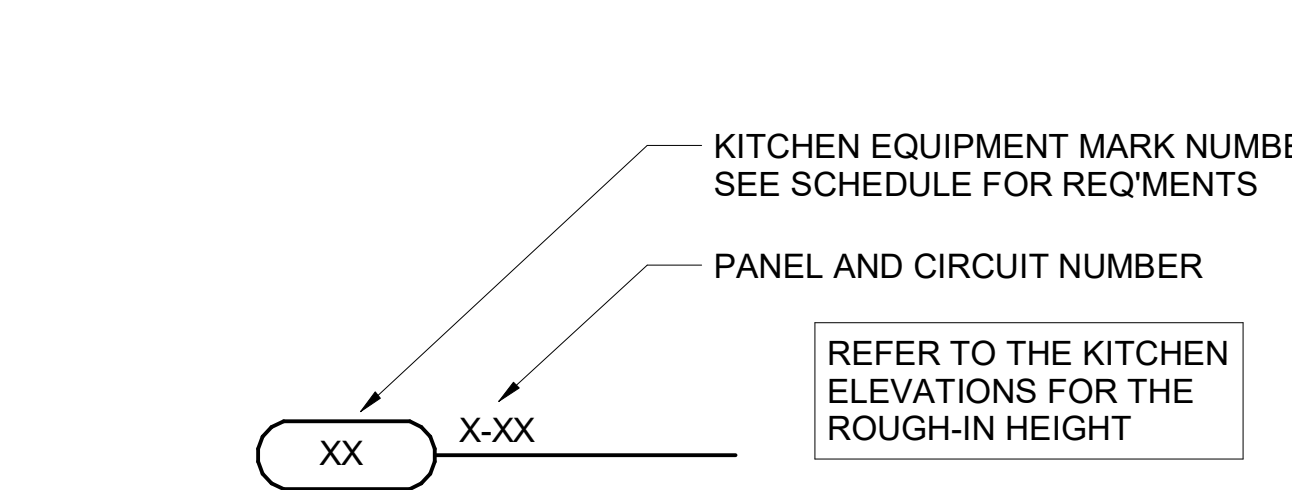 KITCHEN EQUIPMENT MARK
SEE SCHEDULE FOR REQ'MENTS
PANEL AND CIRCUIT NUMBER
REFER TO THE KITCHEN
ELEVATIONS FOR THE
ROUGH-IN HEIGHT
X-XX
XX